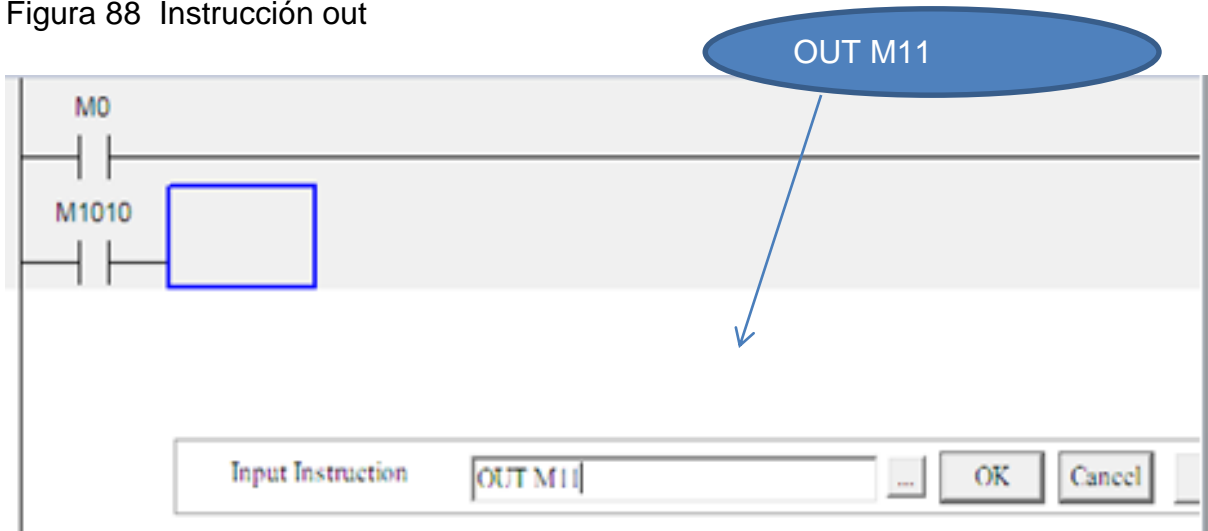 Figura 88 Instrucción out
OUT M11
M0
M1010
Input Instruction
OUT M11
...
OK
Cancel